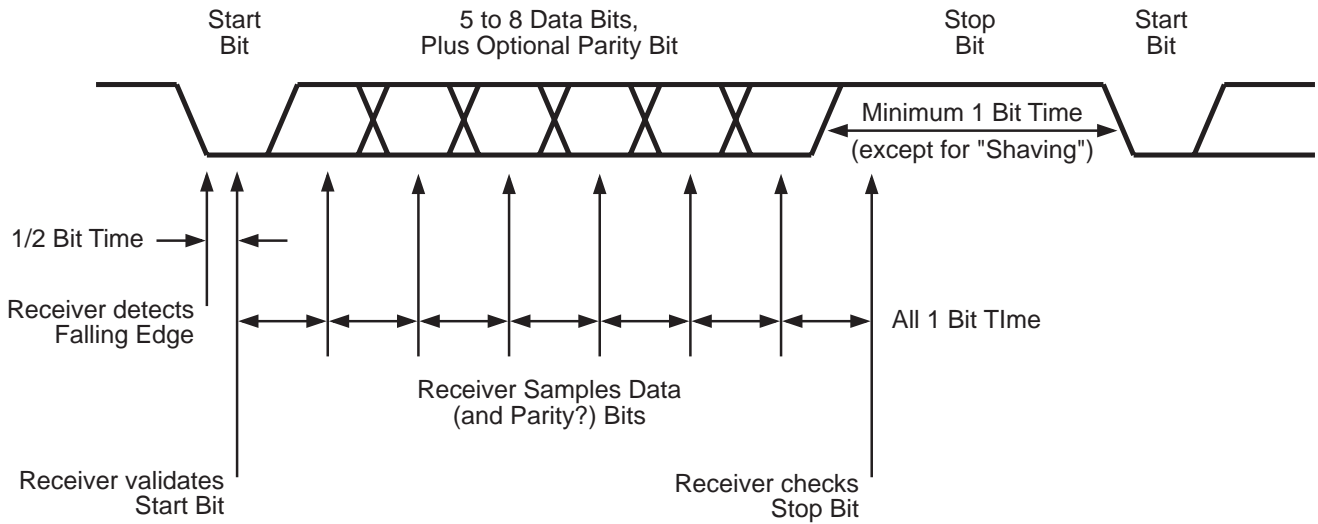 Start
Bit
5 to 8 Data Bits,
Plus Optional Parity Bit
Stop
Bit
Start
Bit
Minimum 1 Bit Time
(except for "Shaving")
1/2 Bit Time
Receiver detects
Falling Edge
All 1 Bit TIme
Receiver Samples Data
(and Parity?) Bits
Receiver validates
Start Bit
Receiver checks
Stop Bit